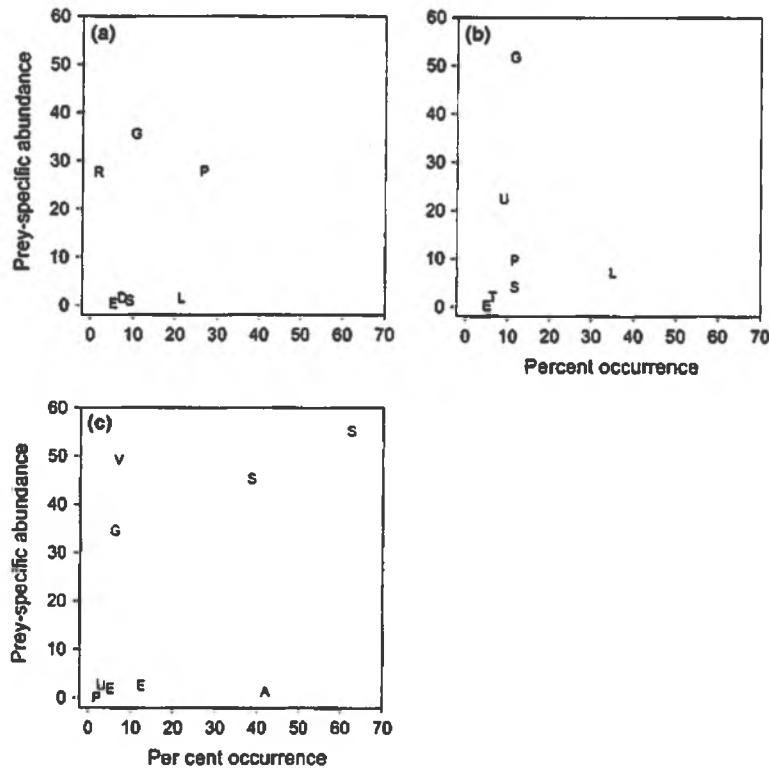 (a)
60
50
40
30
20
10
0
Prey-specific abundance
G
R
P
E D S
L
0 10 20 30 40 50 60 70
(b)
60
50
40
30
20
10
0
G
U
P
L
S
T
E
0 10 20 30 40 50 60 70
Percent occurrence
(c)
60
50
40
30
20
10
0
Prey-specific abundance
S
V
S
G
U E E
P
A
0 10 20 30 40 50 60 70
Per cent occurrence